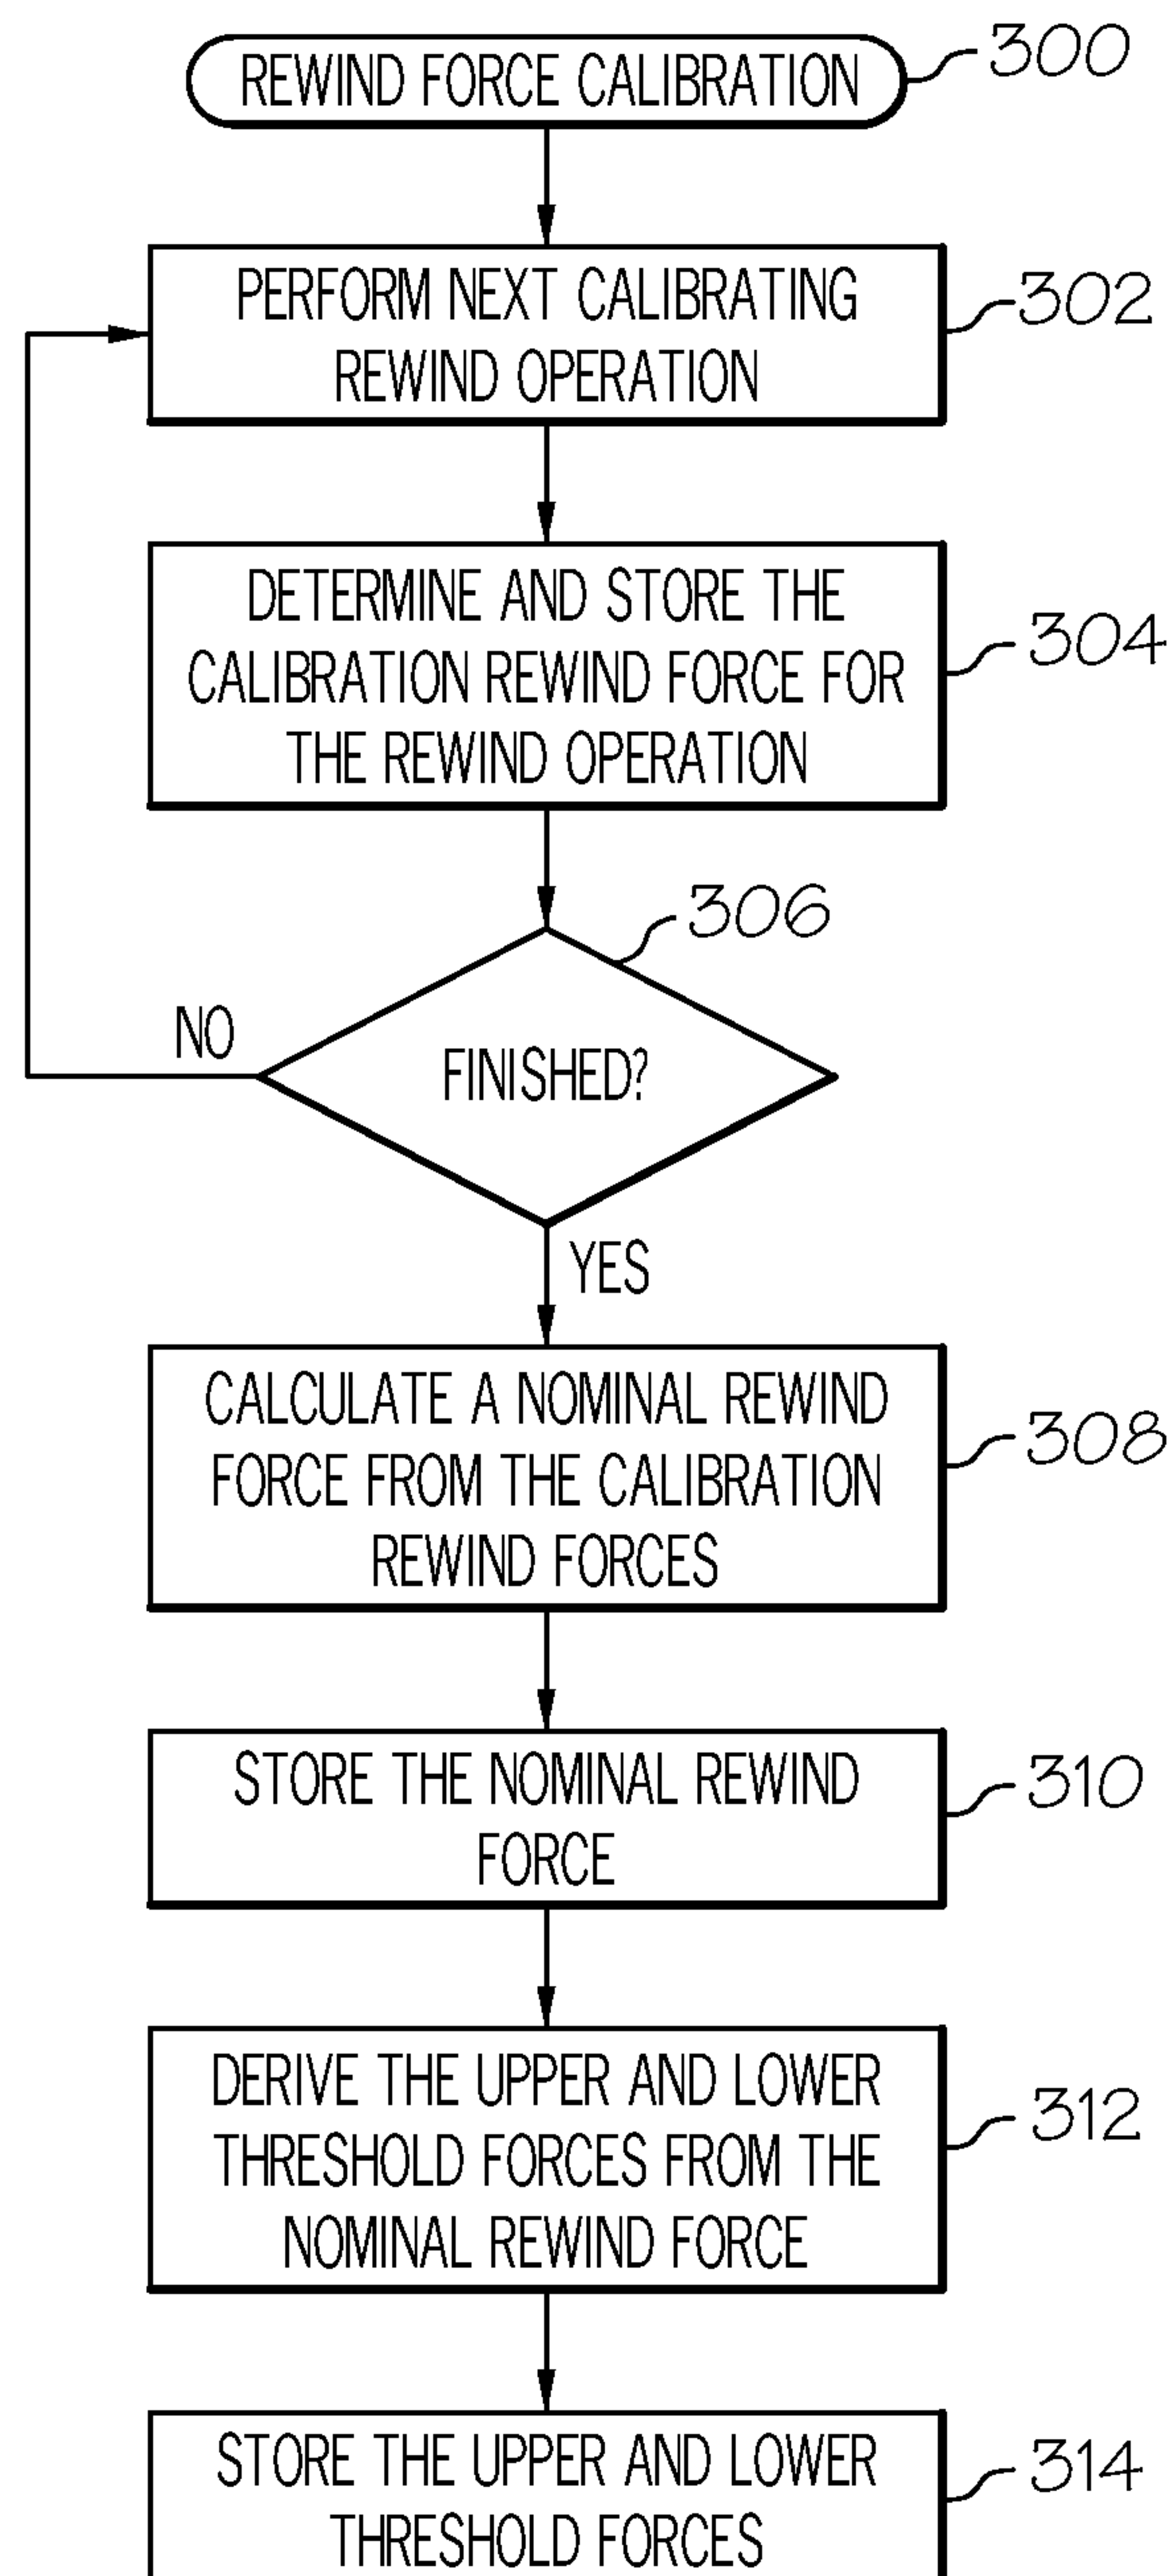 REWIND FORCE CALIBRATION
300
PERFORM NEXT CALIBRATING
REWIND OPERATION
302
DETERMINE AND STORE THE
CALIBRATION REWIND FORCE FOR
THE REWIND OPERATION
304
306
FINISHED?
NO
YES
CALCULATE A NOMINAL REWIND
FORCE FROM THE CALIBRATION
REWIND FORCES
308
STORE THE NOMINAL REWIND
FORCE
310
DERIVE THE UPPER AND LOWER
THRESHOLD FORCES FROM THE
NOMINAL REWIND FORCE
312
STORE THE UPPER AND LOWER
THRESHOLD FORCES
314